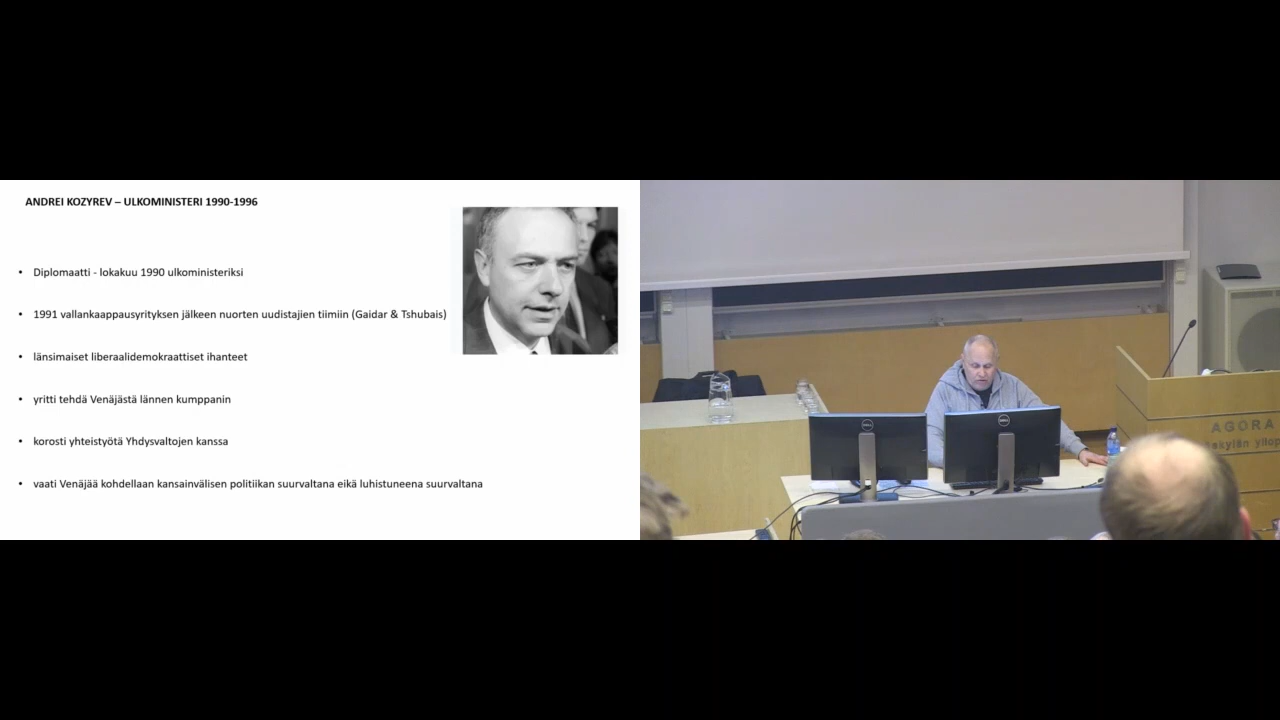 ANDREI KOZYREV – ULKOMINISTERI 1990-1996
• Diplomaatti - lokakuu 1990 ulkoministeriksi
• 1991 vallankaappausyrityksen jälkeen nuorten uudistajien tiimiin (Gaidar & Tshubais)
• länsimaiset liberaalidemokraattiset ihanteet
• yritti tehdä Venäjästä lännen kumppanin
• korosti yhteistyötä Yhdysvaltojen kanssa
• vaati Venäjää kohdellaan kansainvälisen politiikan suurvaltana eikä luhistuneena suurvaltana
AGORA
DELL
DELL